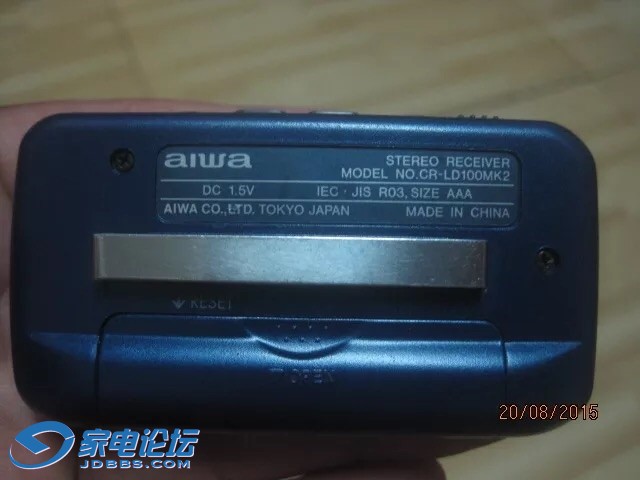 aiwa
STEREO RECEIVER
MODEL NO.CR-LD100MK2
DC 1.5V IEC · JIS R03, SIZE AAA
AIWA CO.,LTD. TOKYO JAPAN MADE IN CHINA
RESET
OPEN
20/08/2015
家电论坛
JDBBS.COM